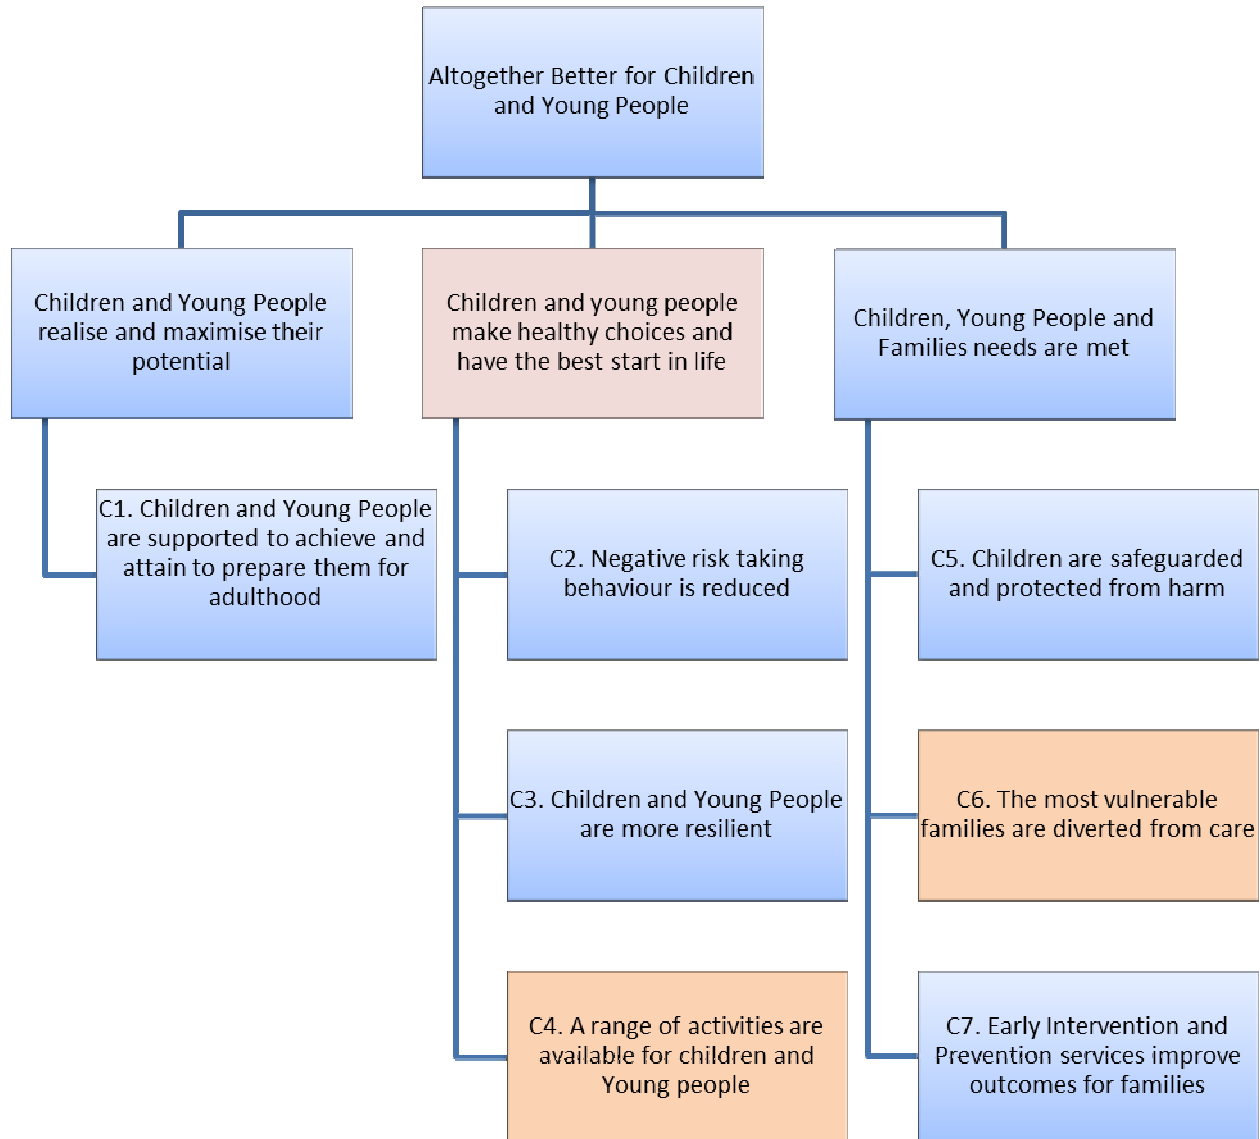 Altogether Better for Children
and Young People
Children and Young People
realise and maximise their
potential
Children and young people
make healthy choices and
have the best start in life
Children, Young People and
Families needs are met
C1. Children and Young People
are supported to achieve and
attain to prepare them for
adulthood
C2. Negative risk taking
behaviour is reduced
C5. Children are safeguarded
and protected from harm
C3. Children and Young People
are more resilient
C6. The most vulnerable
families are diverted from care
C4. A range of activities are
available for children and
Young people
C7. Early Intervention and
Prevention services improve
outcomes for families